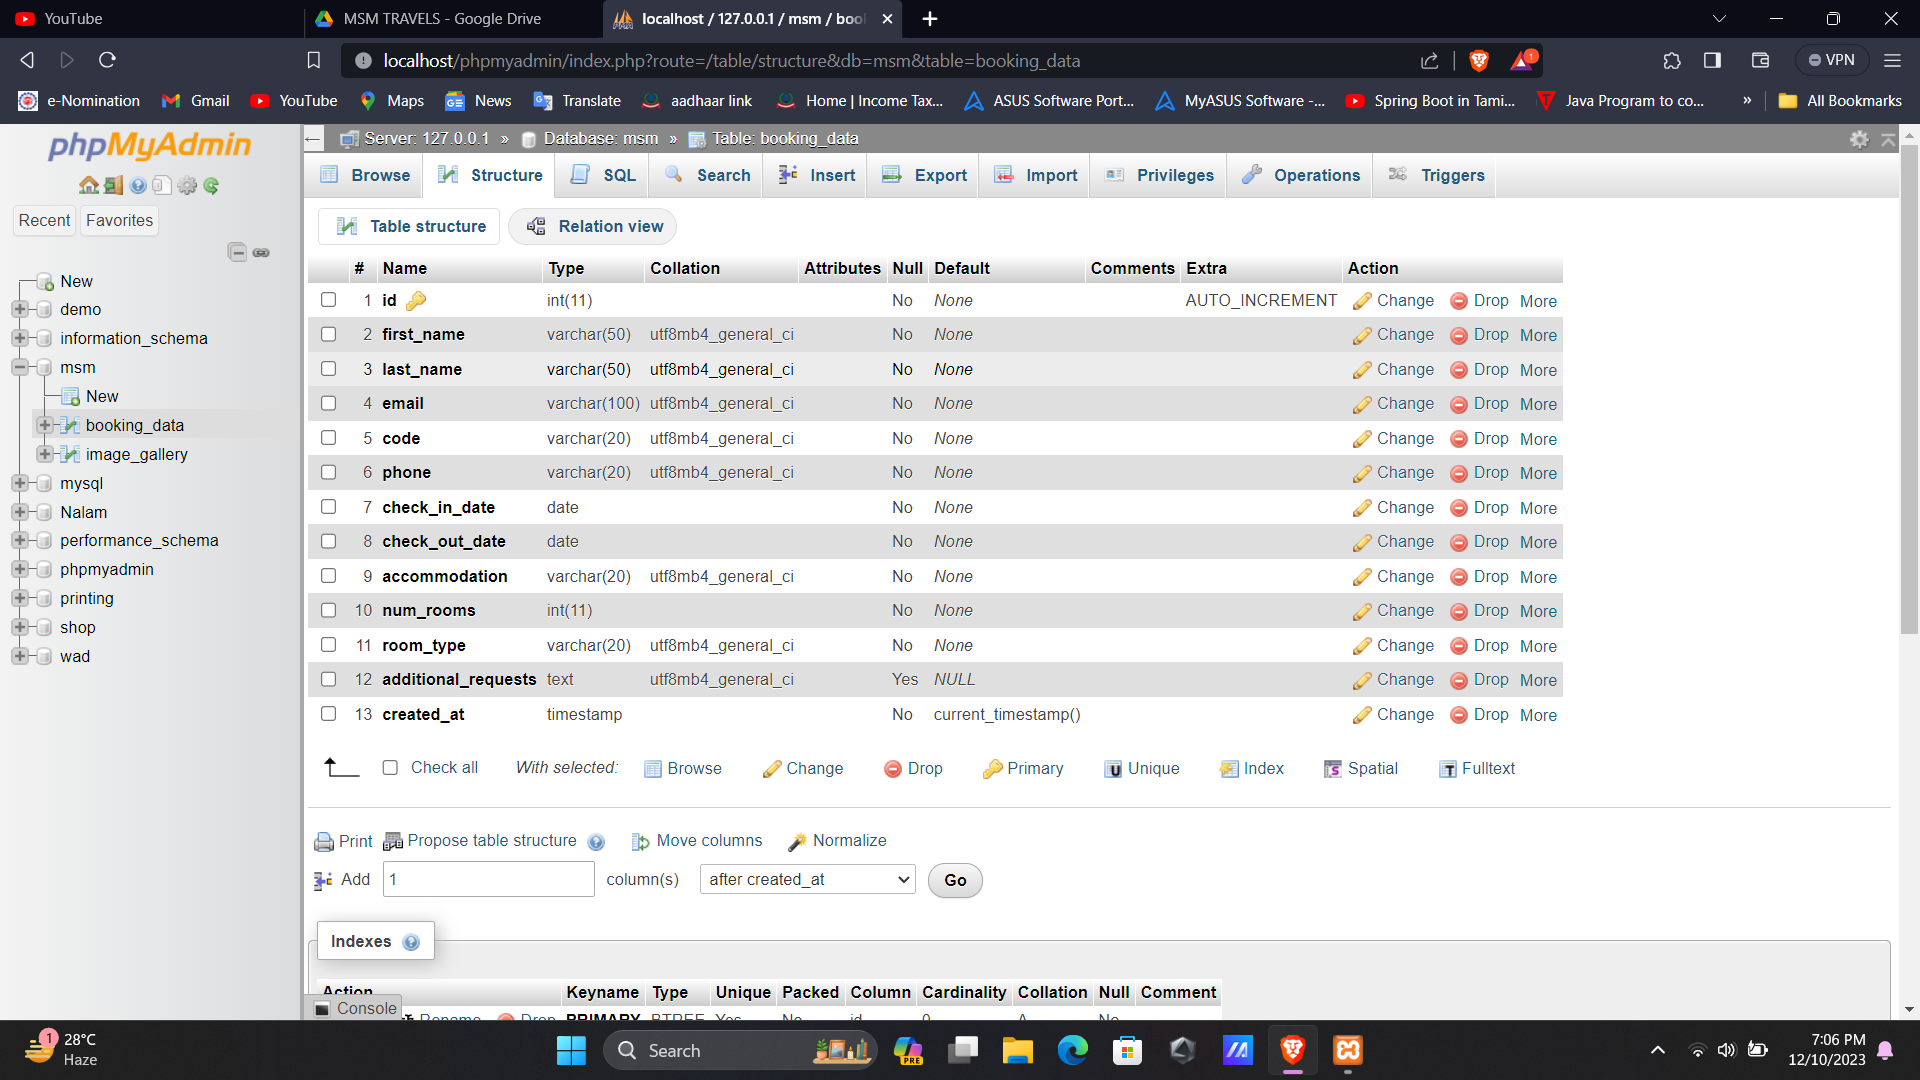 YouTube
MSM TRAVELS - Google Drive
localhost / 127.0.0.1 / msm / boo
localhost/phpmyadmin/index.php?route=/table/structure&db=msm&table=booking_data
1
VPN
e-Nomination
Gmail
YouTube
Maps
News
Translate
aadhaar link
Home | Income Tax...
ASUS Software Port...
MyASUS Software -...
Spring Boot in Tami...
Java Program to co...
»
All Bookmarks
phpMyAdmin
Recent
Favorites
New
demo
information_schema
msm
New
booking_data
image_gallery
mysql
Nalam
performance_schema
phpmyadmin
printing
shop
wad
Server: 127.0.0.1 » Database: msm » Table: booking_data
Browse Structure SQL Search Insert Export Import Privileges Operations Triggers
Table structure Relation view
# Name Type Collation Attributes Null Default Comments Extra Action
1 id int(11) No None AUTO_INCREMENT Change Drop More
2 first_name varchar(50) utf8mb4_general_ci No None Change Drop More
3 last_name varchar(50) utf8mb4_general_ci No None Change Drop More
4 email varchar(100) utf8mb4_general_ci No None Change Drop More
5 code varchar(20) utf8mb4_general_ci No None Change Drop More
6 phone varchar(20) utf8mb4_general_ci No None Change Drop More
7 check_in_date date No None Change Drop More
8 check_out_date date No None Change Drop More
9 accommodation varchar(20) utf8mb4_general_ci No None Change Drop More
10 num_rooms int(11) No None Change Drop More
11 room_type varchar(20) utf8mb4_general_ci No None Change Drop More
12 additional_requests text utf8mb4_general_ci Yes NULL Change Drop More
13 created_at timestamp No current_timestamp() Change Drop More
Check all With selected: Browse Change Drop Primary Unique Index Spatial Fulltext
Print Propose table structure Move columns Normalize
Add 1 column(s) after created_at Go
Indexes
Action Keyname Type Unique Packed Column Cardinality Collation Null Comment
Console Rename Drop PRIMARY BTREE Yes No id 0 A No
1
28°C
Haze
Search
PRE
7:06 PM
12/10/2023